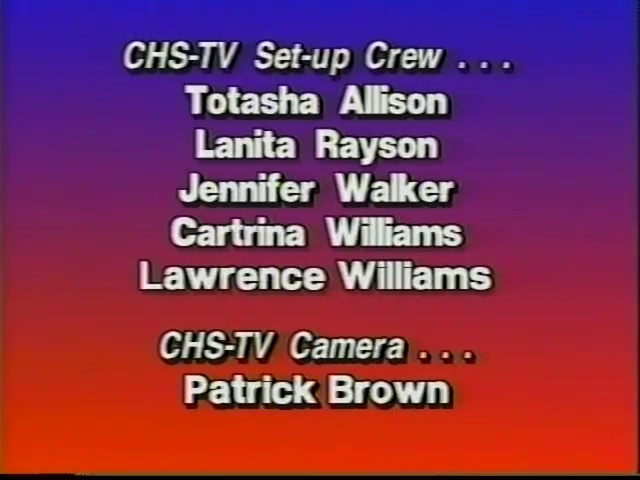 CHS-TV Set-up Crew . . .
Totasha Allison
Lanita Rayson
Jennifer Walker
Cartrina Williams
Lawrence Williams
CHS-TV Camera . . .
Patrick Brown